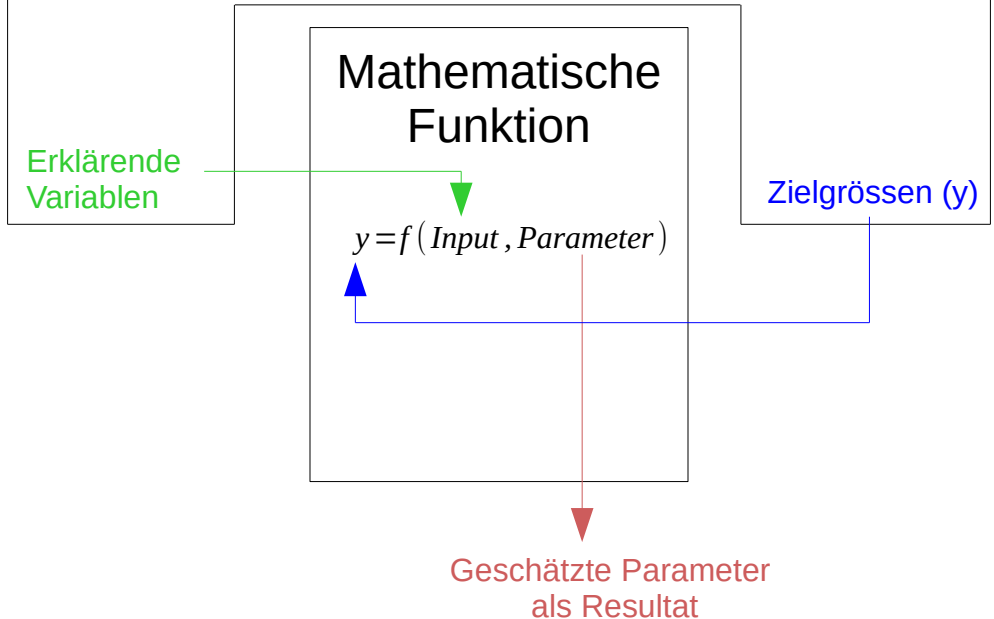 Mathematische
Funktion
Erklärende
Variablen
Zielgrössen (y)
y=f(Input, Parameter)
Geschätzte Parameter
als Resultat